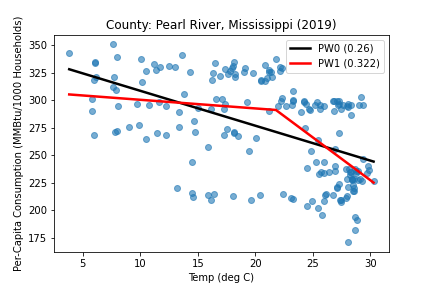 County: Pearl River, Mississippi (2019)
PW0 (0.26)
PW1 (0.322)
Per-Capita Consumption (MMBtu/1000 Households)
350
325
300
275
250
225
200
175
5 10 15 20 25 30
Temp (deg C)